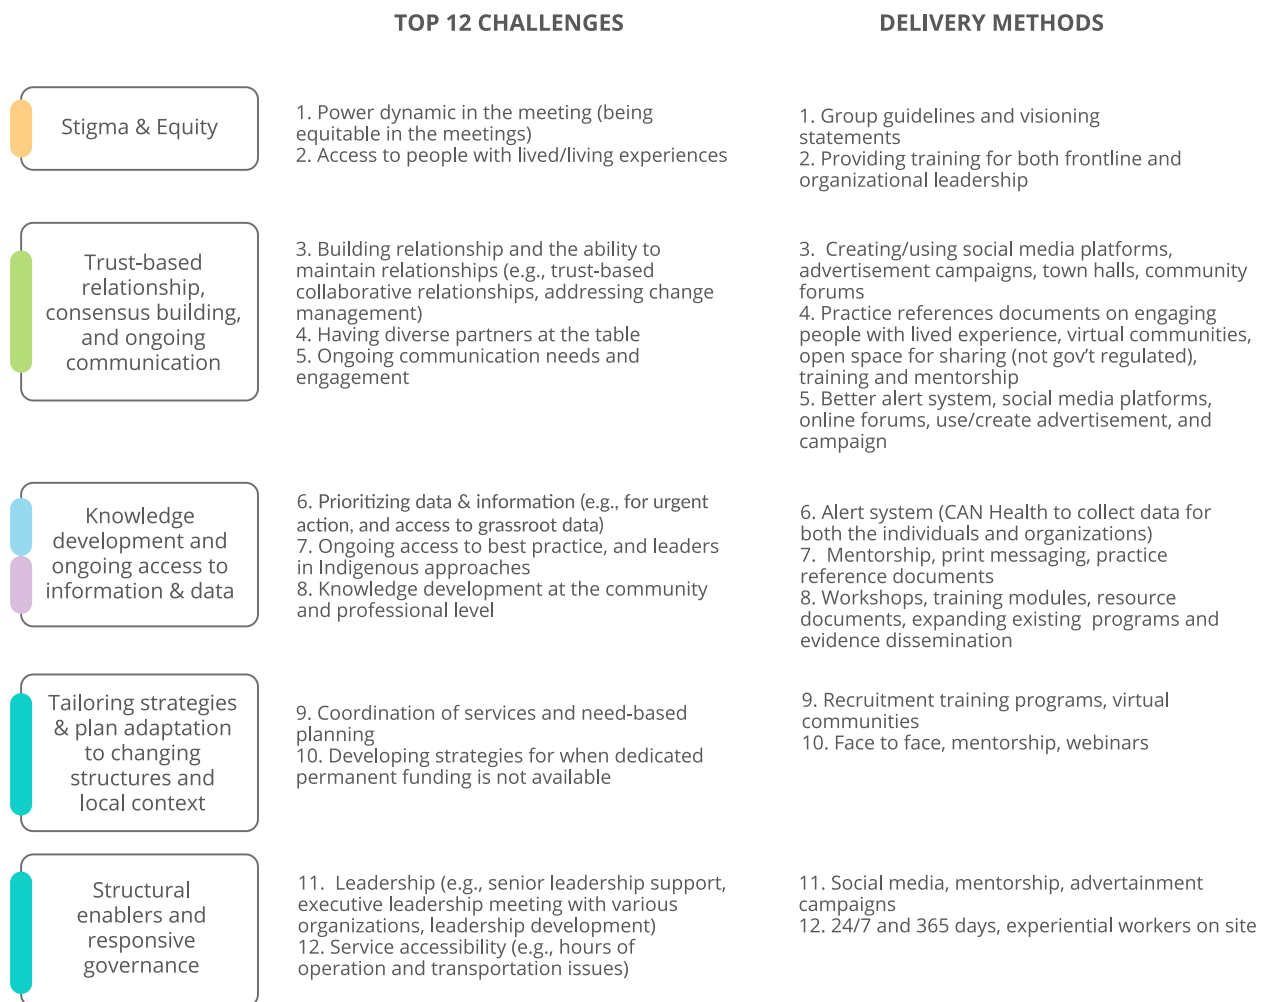 TOP 12 CHALLENGES
DELIVERY METHODS
Stigma & Equity
1. Power dynamic in the meeting (being
equitable in the meetings)
2. Access to people with lived/living experiences
1. Group guidelines and visioning
statements
2. Providing training for both frontline and
organizational leadership
Trust-based
relationship,
consensus building,
and ongoing
communication
3. Building relationship and the ability to
maintain relationships (e.g., trust-based
collaborative relationships, addressing change
management)
4. Having diverse partners at the table
5. Ongoing communication needs and
engagement
3. Creating/using social media platforms,
advertisement campaigns, town halls, community
forums
4. Practice references documents on engaging
people with lived experience, virtual communities,
open space for sharing (not gov’t regulated),
training and mentorship
5. Better alert system, social media platforms,
online forums, use/create advertisement, and
campaign
Knowledge
development and
ongoing access to
information & data
6. Prioritizing data & information (e.g., for urgent
action, and access to grassroot data)
7. Ongoing access to best practice, and leaders
in Indigenous approaches
8. Knowledge development at the community
and professional level
6. Alert system (CAN Health to collect data for
both the individuals and organizations)
7. Mentorship, print messaging, practice
reference documents
8. Workshops, training modules, resource
documents, expanding existing programs and
evidence dissemination
Tailoring strategies
& plan adaptation
to changing
structures and
local context
9. Coordination of services and need-based
planning
10. Developing strategies for when dedicated
permanent funding is not available
9. Recruitment training programs, virtual
communities
10. Face to face, mentorship, webinars
Structural
enablers and
responsive
governance
11. Leadership (e.g., senior leadership support,
executive leadership meeting with various
organizations, leadership development)
12. Service accessibility (e.g., hours of
operation and transportation issues)
11. Social media, mentorship, advertainment
campaigns
12. 24/7 and 365 days, experiential workers on site